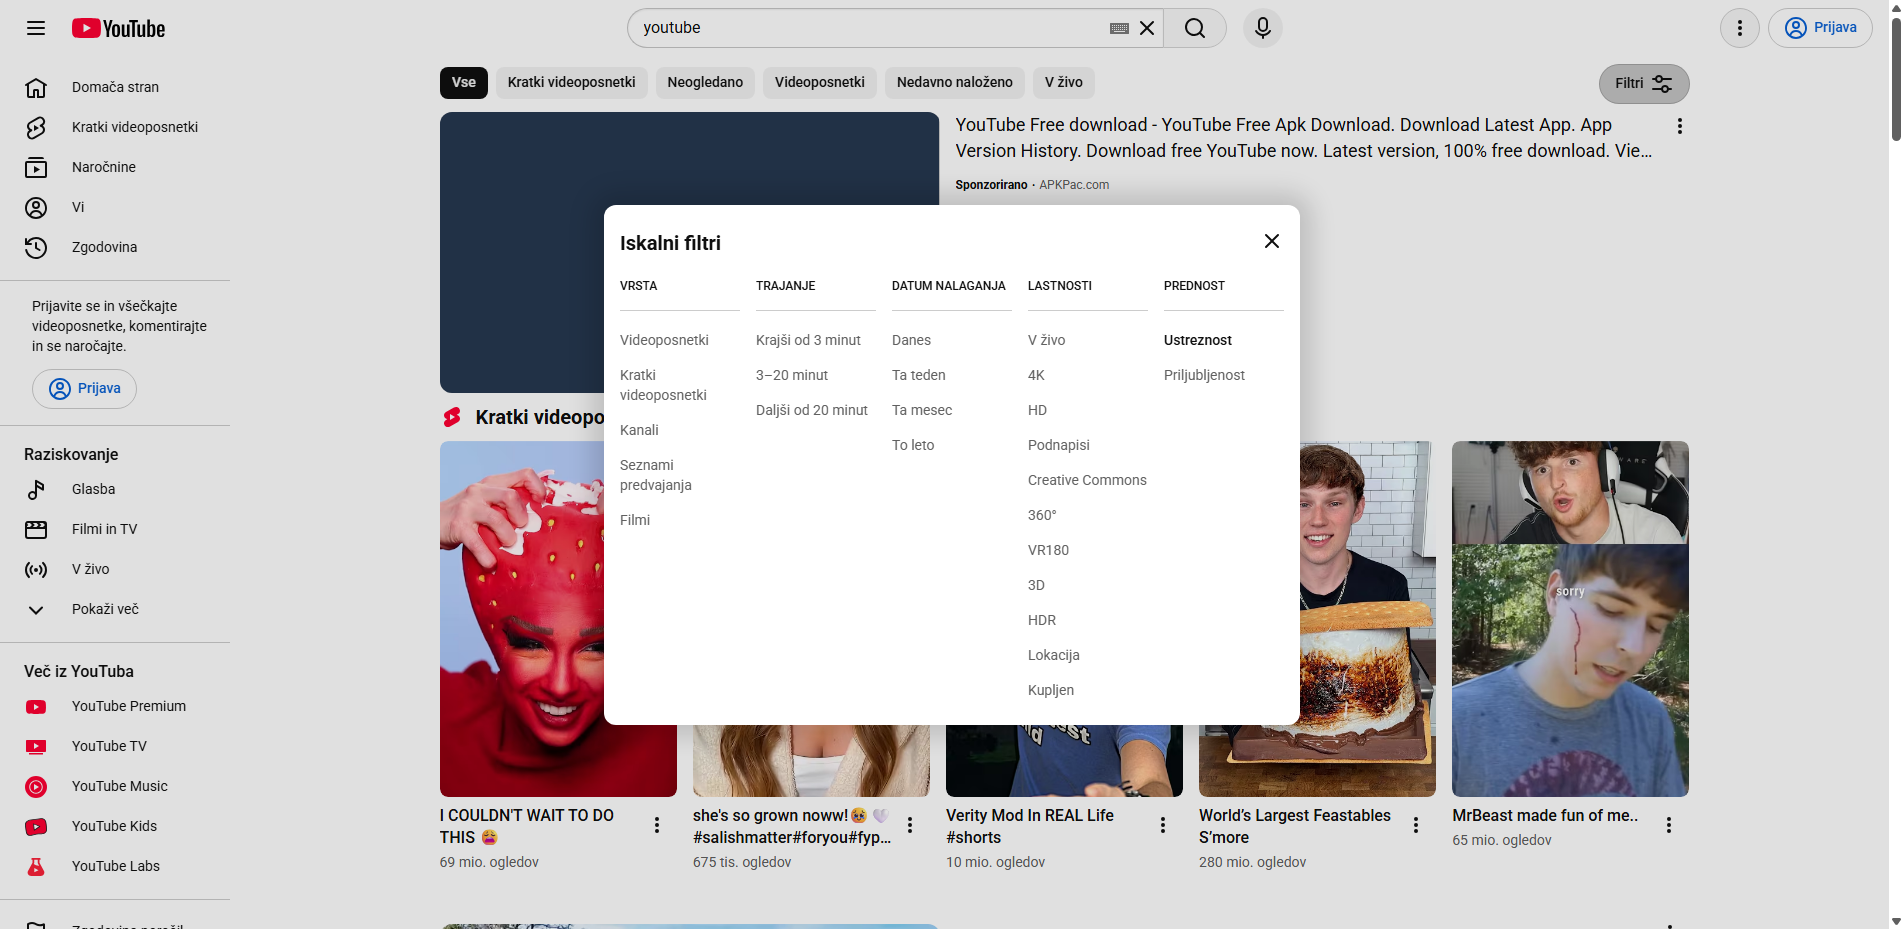 YouTube
youtube
Prijava
Domača stran
Kratki videoposnetki
Naročnine
Vi
Zgodovina
Prijavite se in všečkajte
videoposnetke, komentirajte
in se naročajte.
Prijava
Raziskovanje
Glasba
Filmi in TV
V živo
Pokaži več
Več iz YouTuba
YouTube Premium
YouTube TV
YouTube Music
YouTube Kids
YouTube Labs
Vse
Kratki videoposnetki
Neogledano
Videoposnetki
Nedavno naloženo
V živo
Filtri
YouTube Free download - YouTube Free Apk Download. Download Latest App. App
Version History. Download free YouTube now. Latest version, 100% free download. Vie...
Sponzorirano · APKPac.com
Iskalni filtri
VRSTA
Videoposnetki
Kratki
videoposnetki
Kanali
Seznami
predvajanja
Filmi
TRAJANJE
Krajši od 3 minut
3–20 minut
Daljši od 20 minut
DATUM NALAGANJA
Danes
Ta teden
Ta mesec
To leto
LASTNOSTI
V živo
4K
HD
Podnapisi
Creative Commons
360°
VR180
3D
HDR
Lokacija
Kupljen
PREDNOST
Ustreznost
Priljubljenost
Kratki videopo
sorry
I COULDN'T WAIT TO DO
THIS 😩
69 mio. ogledov
she's so grown noww!🥹🤍
#salishmatter#foryou#fyp...
675 tis. ogledov
Verity Mod In REAL Life
#shorts
10 mio. ogledov
World’s Largest Feastables
S’more
280 mio. ogledov
MrBeast made fun of me..
65 mio. ogledov